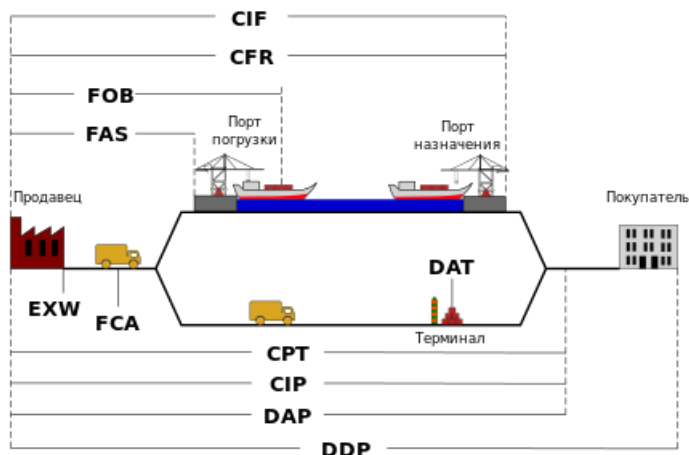 CIF
CFR
FOB
FAS
Порт
погрузки
Порт
назначения
Продавец
Покупатель
EXW
FCA
DAT
Терминал
CPT
CIP
DAP
DDP